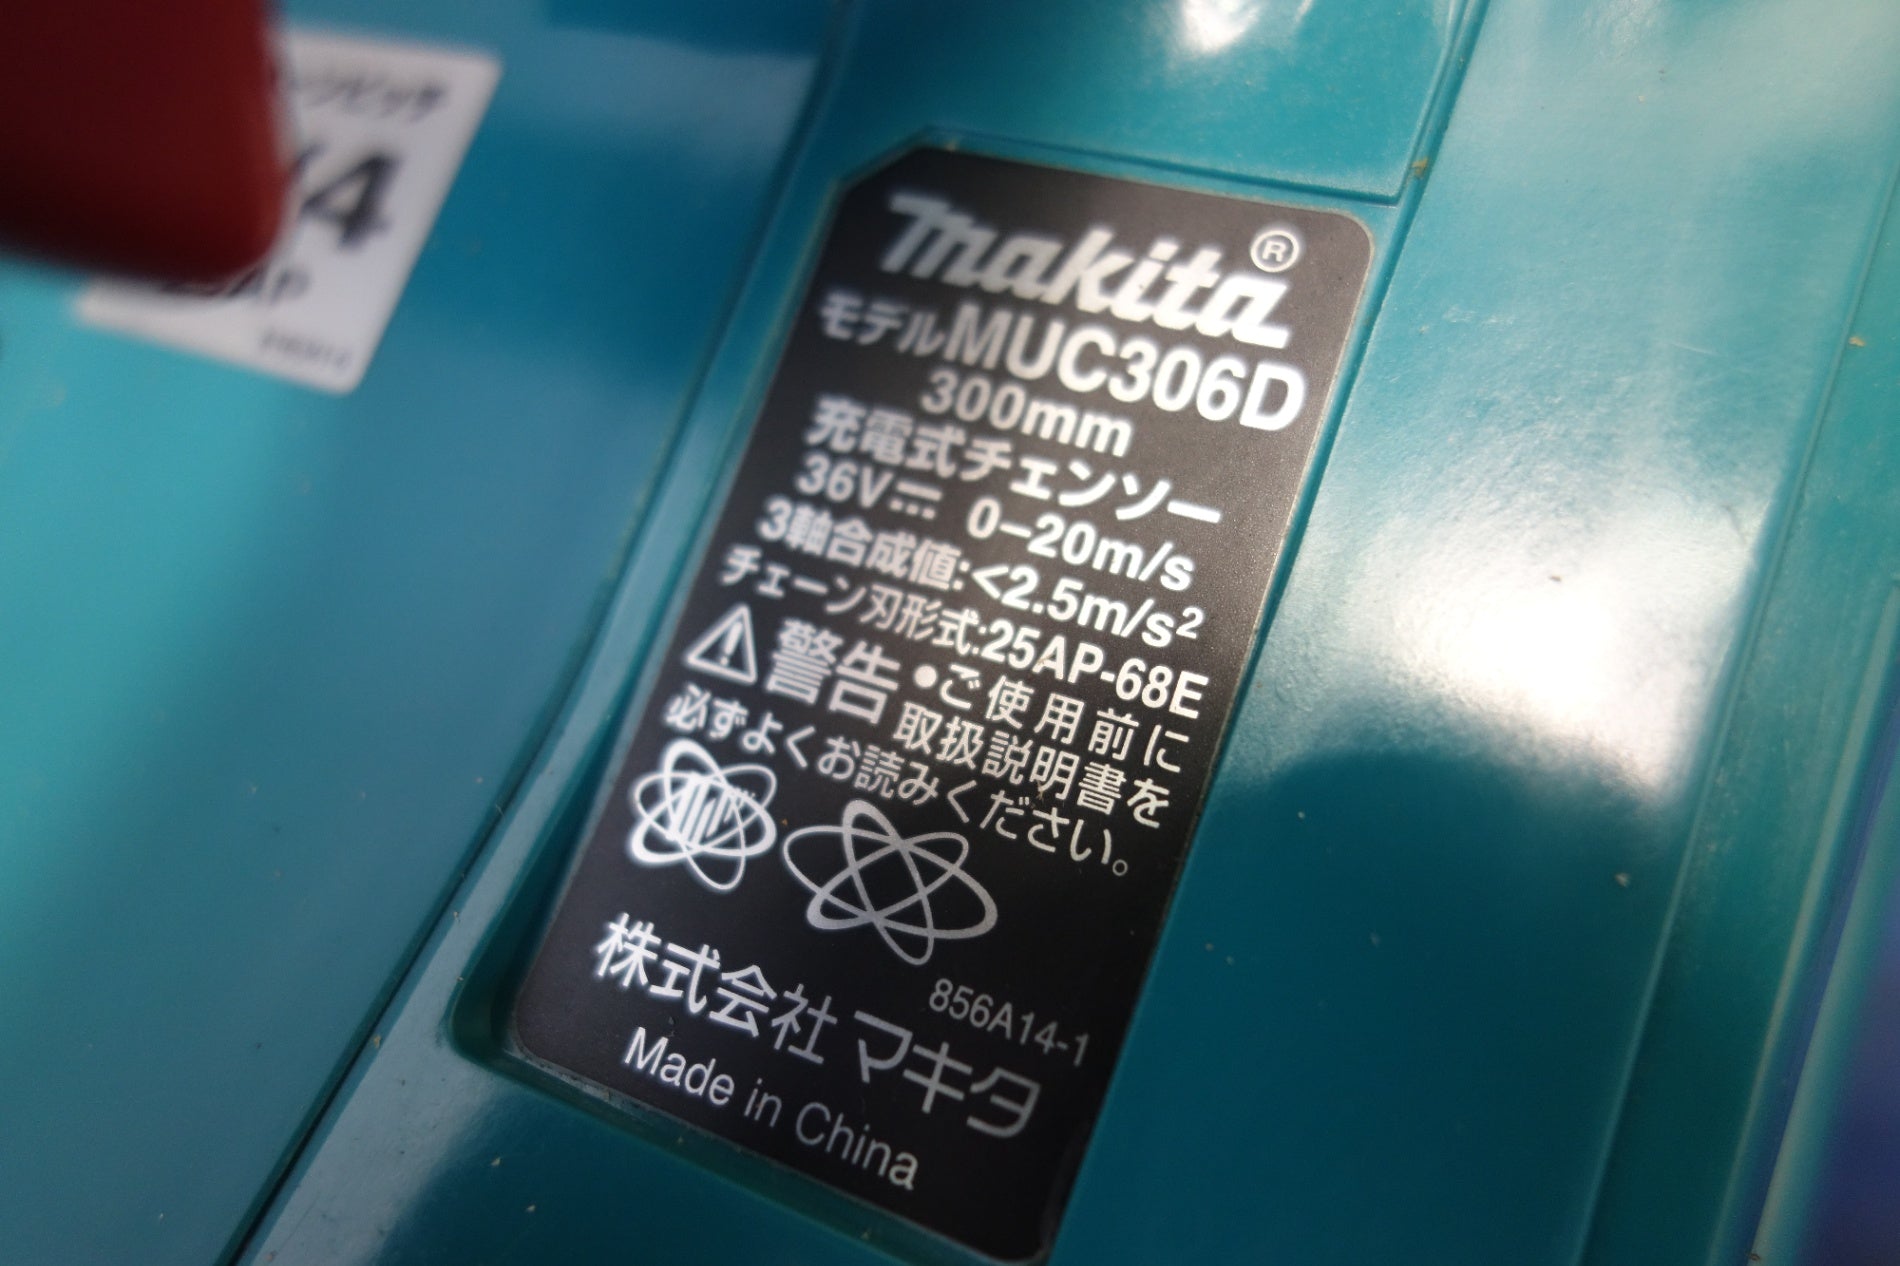 makita®
モデルMUC306D
300mm
充電式チェンソー
36V⎓ 0–20m/s
3軸合成値:<2.5m/s²
チェーン刃形式:25AP-68E
⚠警告・ご使用前に
取扱説明書を
必ずよくお読みください。
856A14-1
株式会社マキタ
Made in China